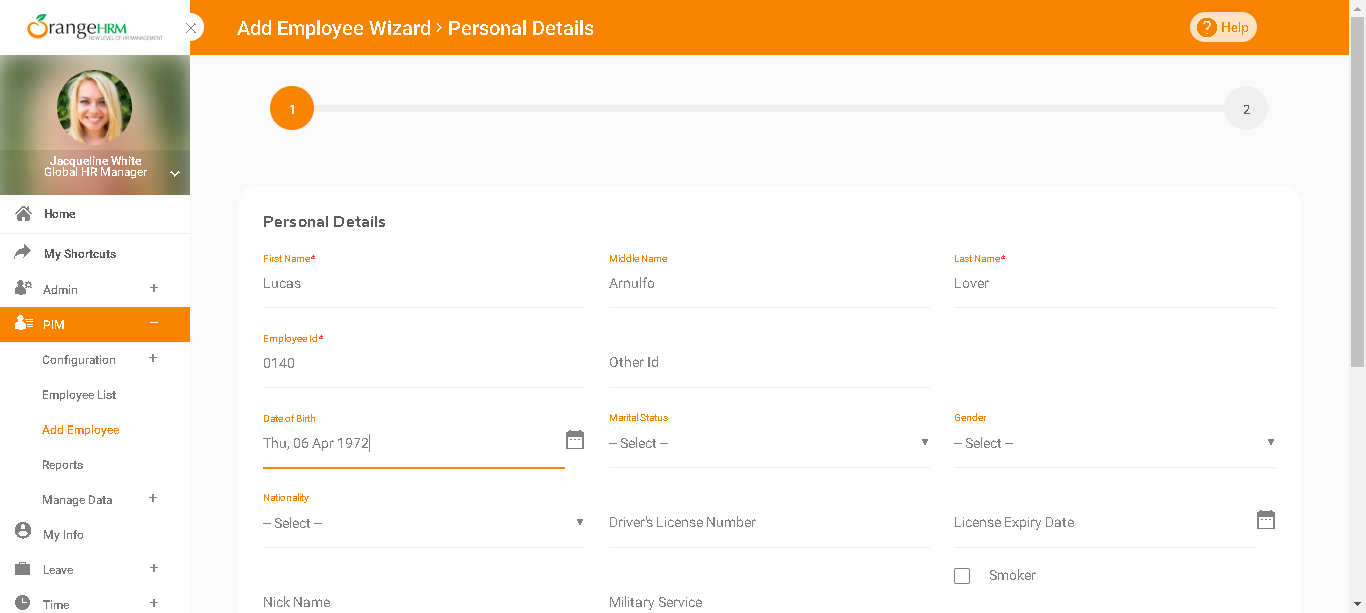 OrangeHRM
NEW LEVEL OF HR MANAGEMENT
Add Employee Wizard > Personal Details
? Help
Jacqueline White
Global HR Manager
1
2
Home
My Shortcuts
Admin +
PIM −
Configuration +
Employee List
Add Employee
Reports
Manage Data +
My Info
Leave +
Time +
Personal Details
First Name*
Middle Name
Last Name*
Lucas
Arnulfo
Lover
Employee Id*
0140
Other Id
Date of Birth
Marital Status
Gender
Thu, 06 Apr 1972
-- Select --
-- Select --
Nationality
-- Select --
Driver's License Number
License Expiry Date
Smoker
Nick Name
Military Service